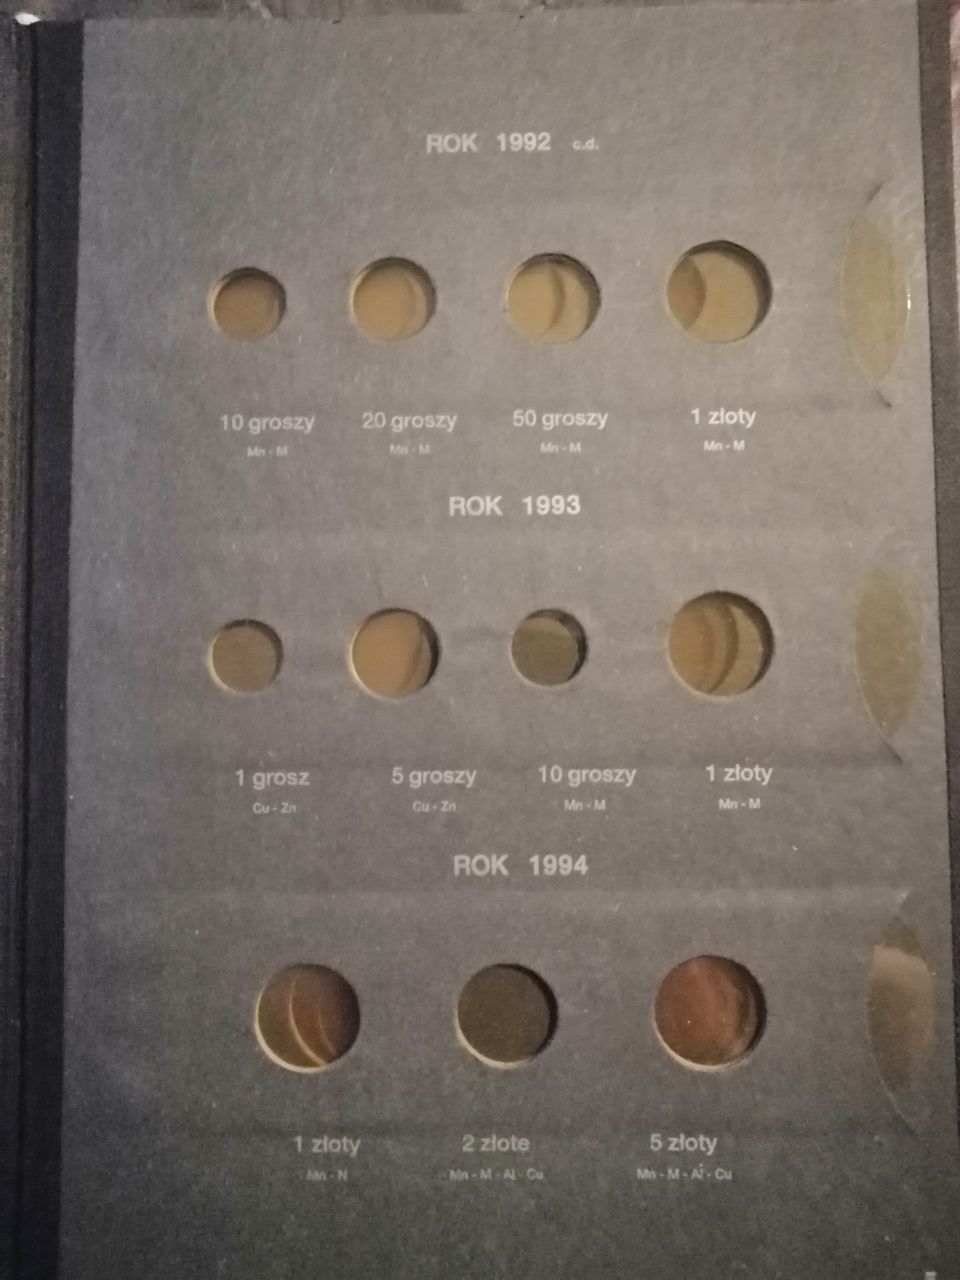 ROK 1992 c.d.
10 groszy 20 groszy 50 groszy 1 złoty
Mn - M Mn - M Mn - M Mn - M
ROK 1993
1 grosz 5 groszy 10 groszy 1 złoty
Cu - Zn Cu - Zn Mn - M Mn - M
ROK 1994
1 złoty 2 złote 5 złoty
Mn - N Mn - M - Al - Cu Mn - M - Al - Cu